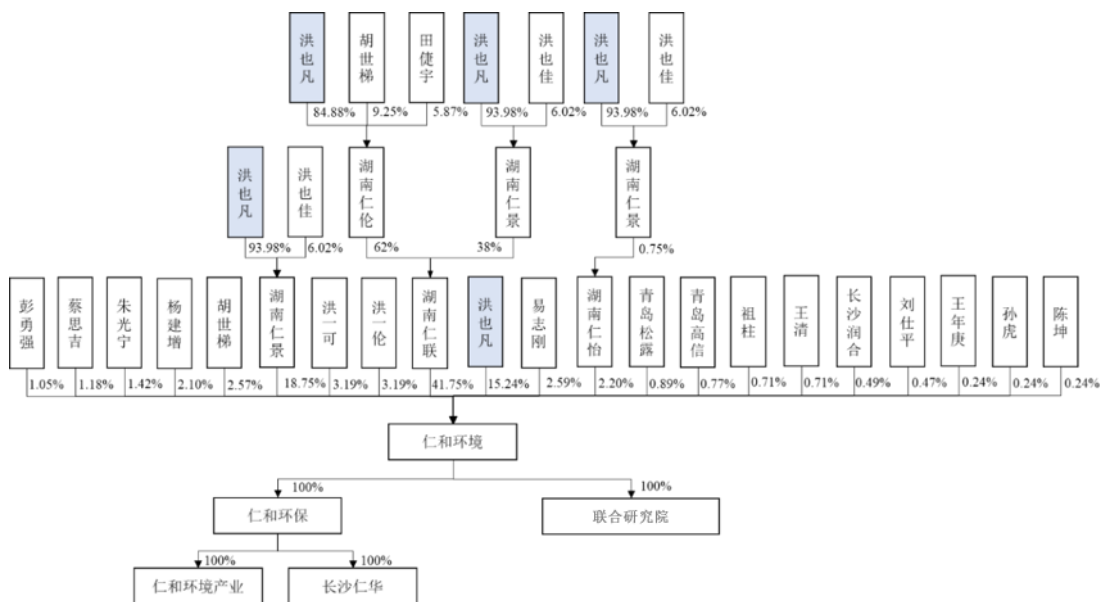 洪也凡
胡世梯
田倢宇
洪也凡
洪也佳
洪也凡
洪也佳
84.88%
9.25%
5.87%
93.98%
6.02%
93.98%
6.02%
洪也凡
洪也佳
湖南仁伦
湖南仁景
湖南仁景
93.98%
6.02%
62%
38%
0.75%
彭勇强
蔡思吉
朱光宁
杨建增
胡世梯
湖南仁景
洪一可
洪一伦
湖南仁联
洪也凡
易志刚
湖南仁怡
青岛松露
青岛高信
祖柱
王清
长沙润合
刘仕平
王年庚
孙虎
陈坤
1.05%
1.18%
1.42%
2.10%
2.57%
18.75%
3.19%
3.19%
41.75%
15.24%
2.59%
2.20%
0.89%
0.77%
0.71%
0.71%
0.49%
0.47%
0.24%
0.24%
0.24%
仁和环境
100%
100%
仁和环保
联合研究院
100%
100%
仁和环境产业
长沙仁华